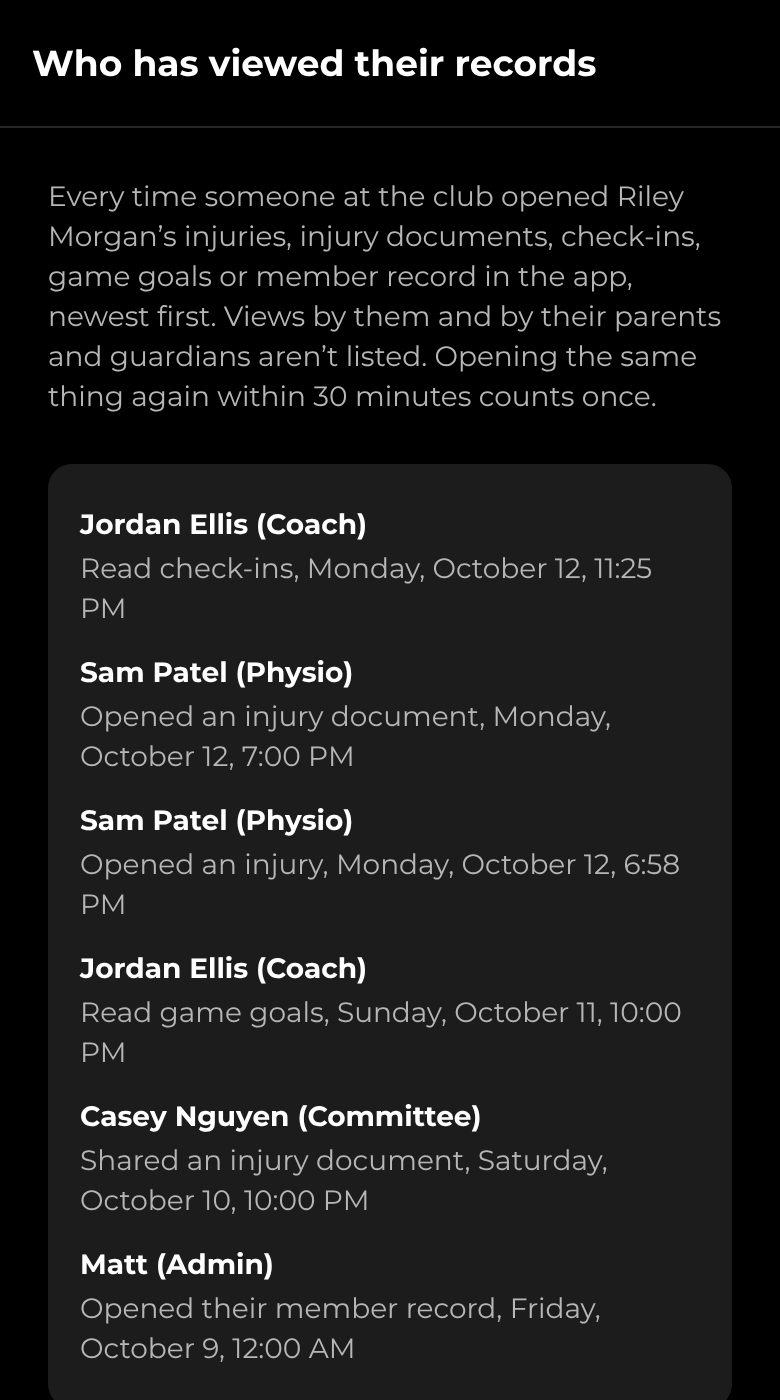 Who has viewed their records
Every time someone at the club opened Riley
Morgan’s injuries, injury documents, check-ins,
game goals or member record in the app,
newest first. Views by them and by their parents
and guardians aren’t listed. Opening the same
thing again within 30 minutes counts once.
Jordan Ellis (Coach)
Read check-ins, Monday, October 12, 11:25
PM
Sam Patel (Physio)
Opened an injury document, Monday,
October 12, 7:00 PM
Sam Patel (Physio)
Opened an injury, Monday, October 12, 6:58
PM
Jordan Ellis (Coach)
Read game goals, Sunday, October 11, 10:00
PM
Casey Nguyen (Committee)
Shared an injury document, Saturday,
October 10, 10:00 PM
Matt (Admin)
Opened their member record, Friday,
October 9, 12:00 AM